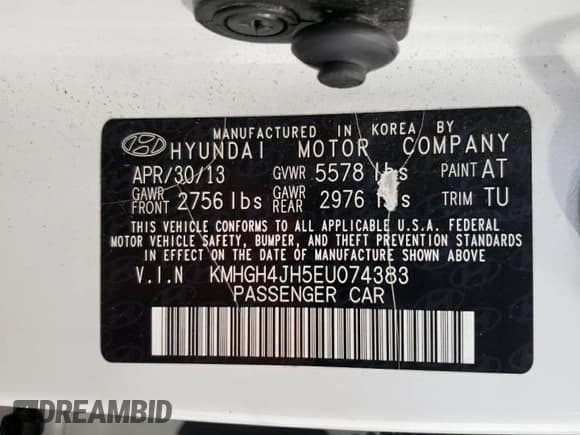 MANUFACTURED IN KOREA BY
HYUNDAI MOTOR COMPANY
APR/30/13 GVWR 5578 lbs PAINT AT
GAWR FRONT 2756 lbs GAWR REAR 2976 lbs TRIM TU
THIS VEHICLE CONFORMS TO ALL APPLICABLE U.S.A. FEDERAL
MOTOR VEHICLE SAFETY, BUMPER, AND THEFT PREVENTION STANDARDS
IN EFFECT ON THE DATE OF MANUFACTURE SHOWN ABOVE
V.I.N KMHGH4JH5EU074383
PASSENGER CAR
DREAMBID